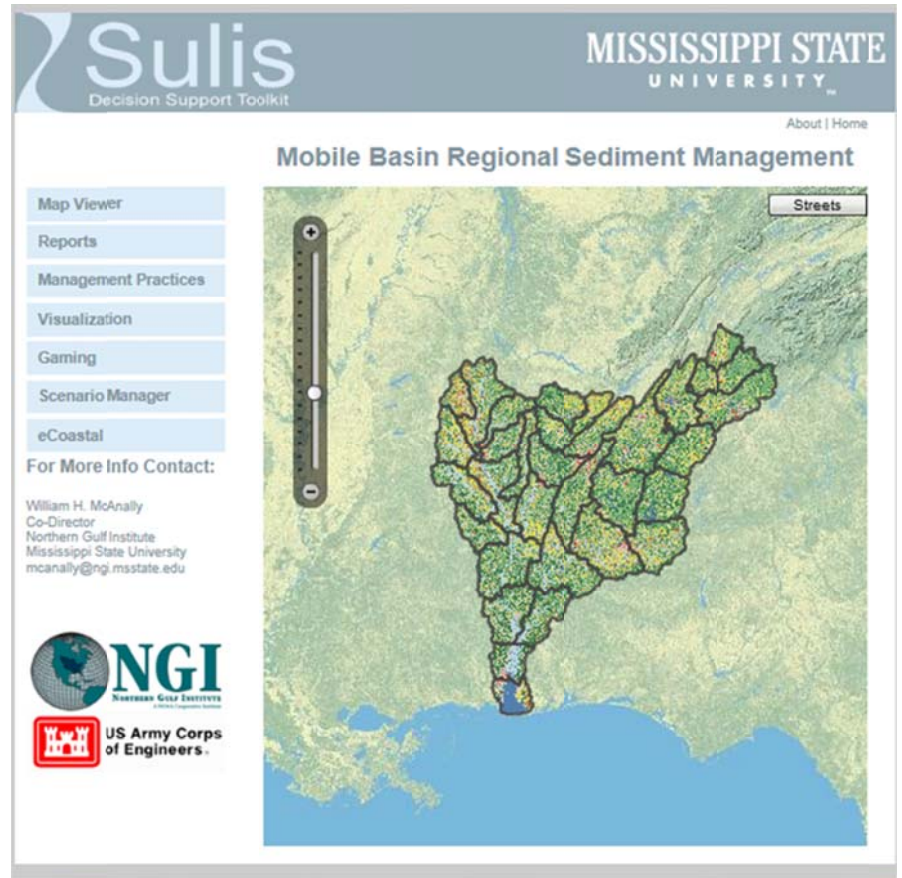 Sulis
Decision Support Toolkit
MISSISSIPPI STATE
UNIVERSITY™
About | Home
Mobile Basin Regional Sediment Management
Map Viewer
Reports
Management Practices
Visualization
Gaming
Scenario Manager
eCoastal
For More Info Contact:
William H. McAnally
Co-Director
Northern Gulf Institute
Mississippi State University
mcanally@ngi.msstate.edu
Streets
NGI
NORTHERN GULF INSTITUTE
US Army Corps
of Engineers®